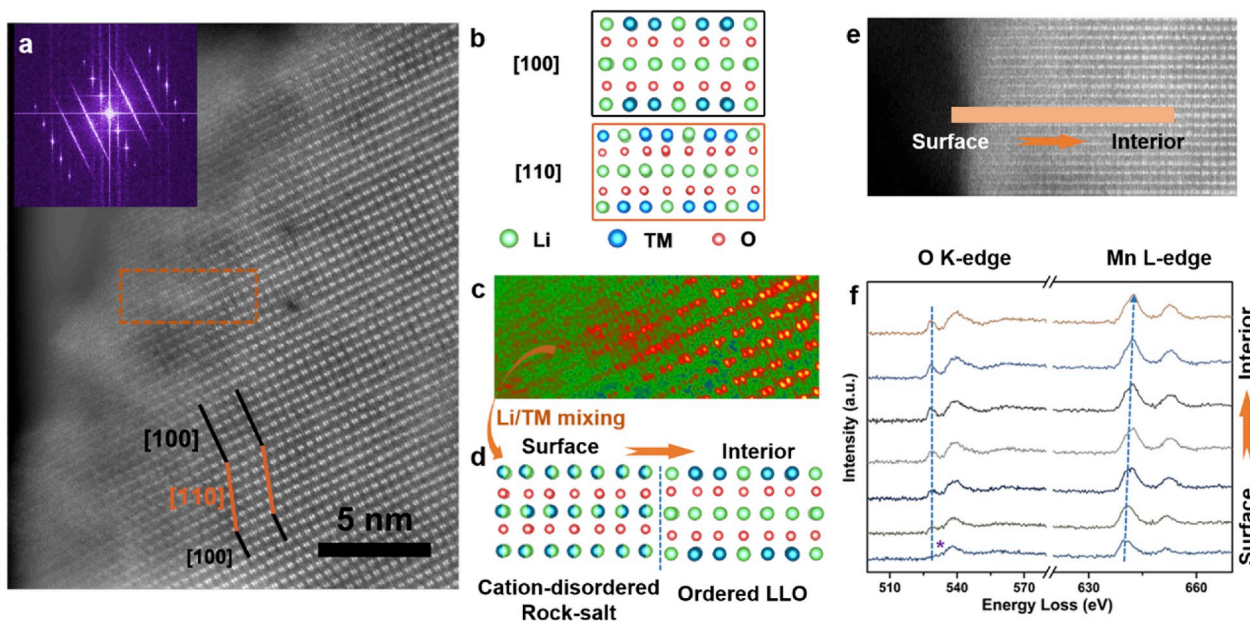 a
[100]
[110]
[100]
5 nm
b
[100]
[110]
Li TM O
c
Li/TM mixing
d
Surface Interior
Cation-disordered
Rock-salt
Ordered LLO
e
Surface Interior
f
O K-edge Mn L-edge
Intensity (a.u.)
*
510 540 570 630 660
Energy Loss (eV)
Surface Interior